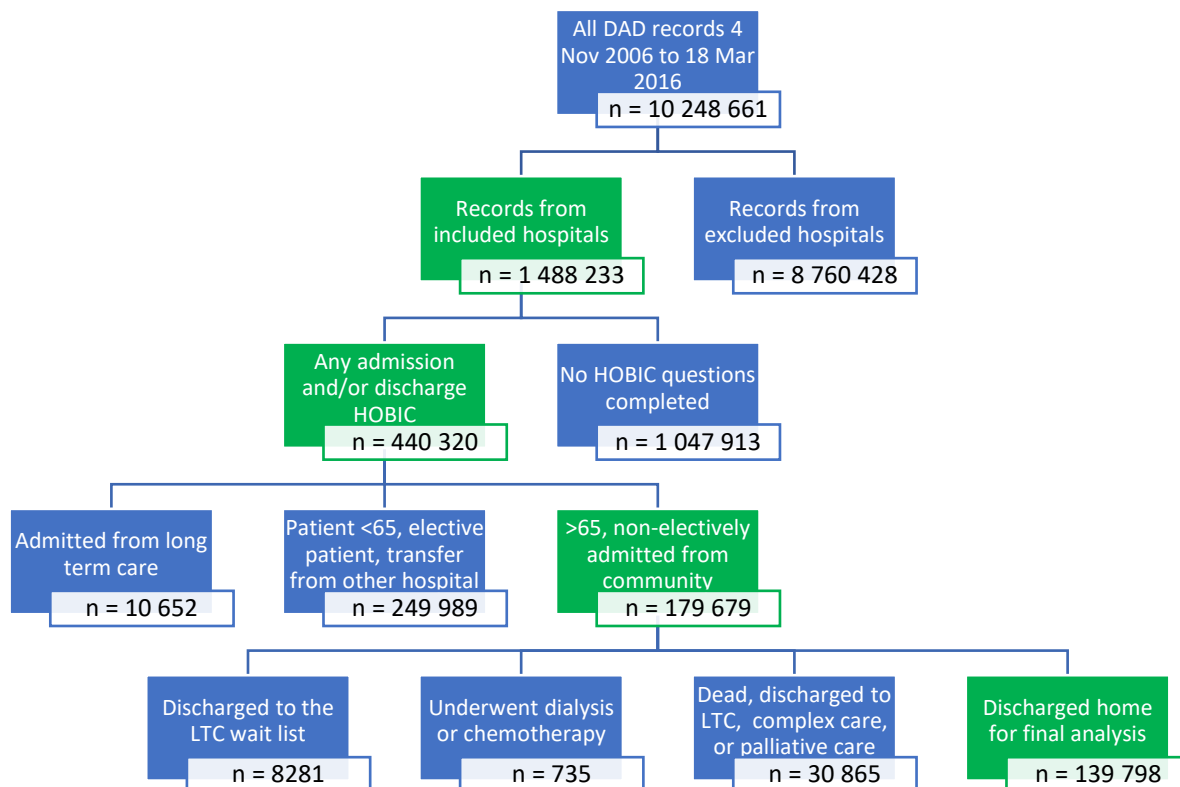 All DAD records 4
Nov 2006 to 18 Mar
2016
n = 10 248 661
Records from
included hospitals
n = 1 488 233
Records from
excluded hospitals
n = 8 760 428
Any admission
and/or discharge
HOBIC
n = 440 320
No HOBIC questions
completed
n = 1 047 913
Admitted from long
term care
n = 10 652
Patient <65, elective
patient, transfer
from other hospital
n = 249 989
>65, non-electively
admitted from
community
n = 179 679
Discharged to the
LTC wait list
n = 8281
Underwent dialysis
or chemotherapy
n = 735
Dead, discharged to
LTC, complex care,
or palliative care
n = 30 865
Discharged home
for final analysis
n = 139 798